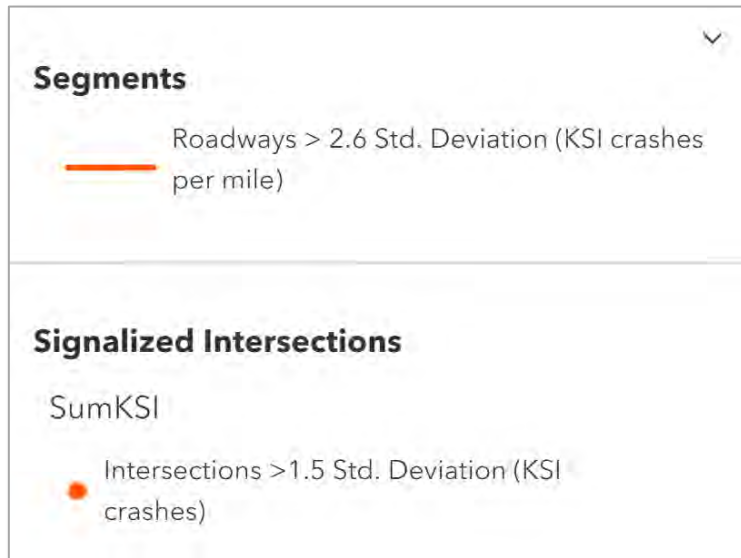 Segments
Roadways > 2.6 Std. Deviation (KSI crashes
per mile)
Signalized Intersections
SumKSI
Intersections >1.5 Std. Deviation (KSI
crashes)